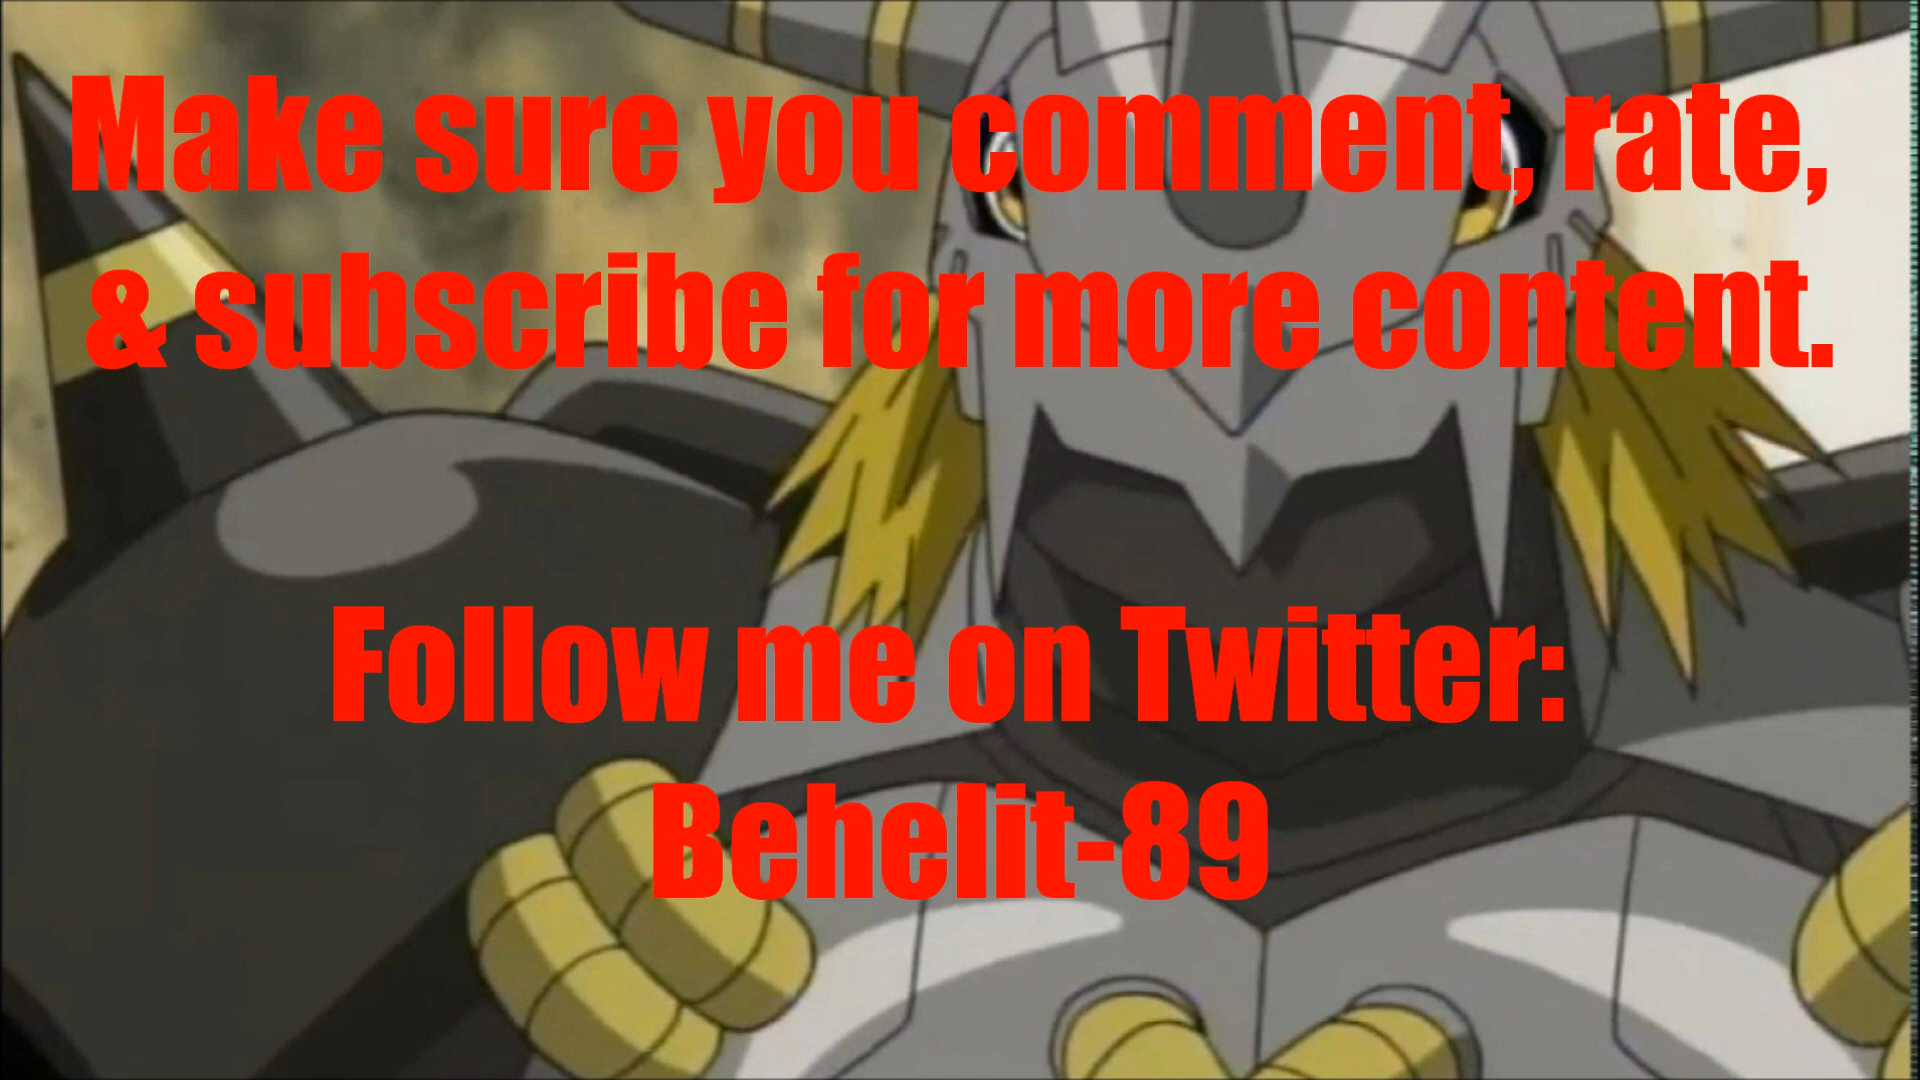 Make sure you comment, rate,
& subscribe for more content.
Follow me on Twitter:
Behelit-89